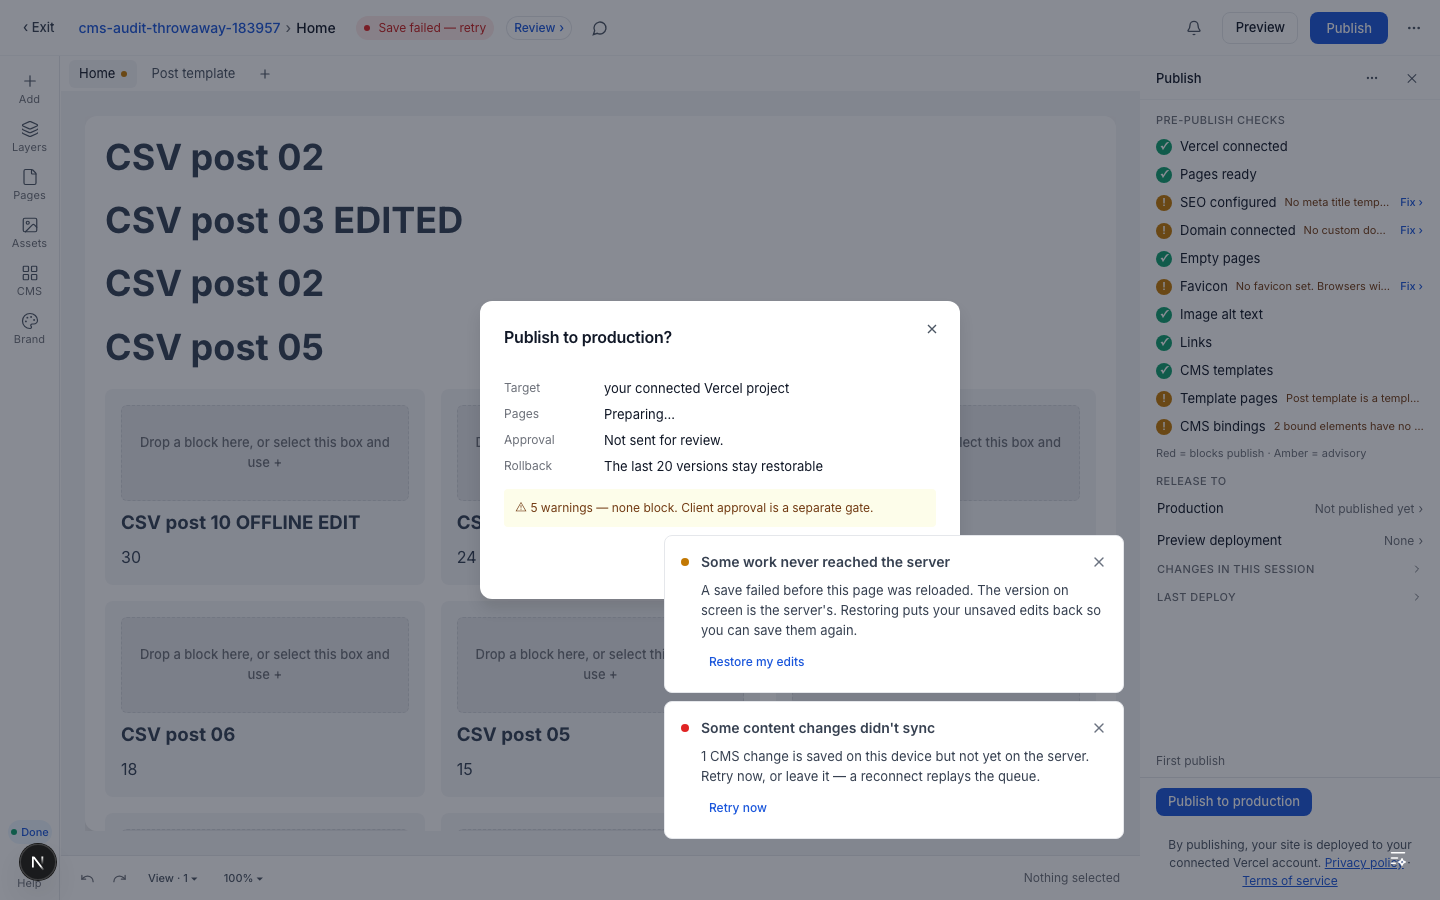 ‹ Exit
cms-audit-throwaway-183957 › Home
Save failed — retry
Review ›
Preview
Publish
Home
Post template
Add
Layers
Pages
Assets
CMS
Brand
Done
Help
CSV post 02
CSV post 03 EDITED
CSV post 02
CSV post 05
Drop a block here, or select this box and
use +
CSV post 10 OFFLINE EDIT
30
24
Drop a block here, or select this box and
use +
CSV post 06
18
use +
CSV post 05
15
Publish to production?
Target your connected Vercel project
Pages Preparing...
Approval Not sent for review.
Rollback The last 20 versions stay restorable
⚠ 5 warnings — none block. Client approval is a separate gate.
Some work never reached the server
A save failed before this page was reloaded. The version on
screen is the server's. Restoring puts your unsaved edits back so
you can save them again.
Restore my edits
Some content changes didn't sync
1 CMS change is saved on this device but not yet on the server.
Retry now, or leave it — a reconnect replays the queue.
Retry now
View · 1
100%
Nothing selected
Publish
PRE-PUBLISH CHECKS
Vercel connected
Pages ready
SEO configured No meta title temp... Fix ›
Domain connected No custom do... Fix ›
Empty pages
Favicon No favicon set. Browsers wi... Fix ›
Image alt text
Links
CMS templates
Template pages Post template is a templ...
CMS bindings 2 bound elements have no ...
Red = blocks publish · Amber = advisory
RELEASE TO
Production Not published yet ›
Preview deployment None ›
CHANGES IN THIS SESSION
LAST DEPLOY
First publish
Publish to production
By publishing, your site is deployed to your
connected Vercel account. Privacy policy ·
Terms of service